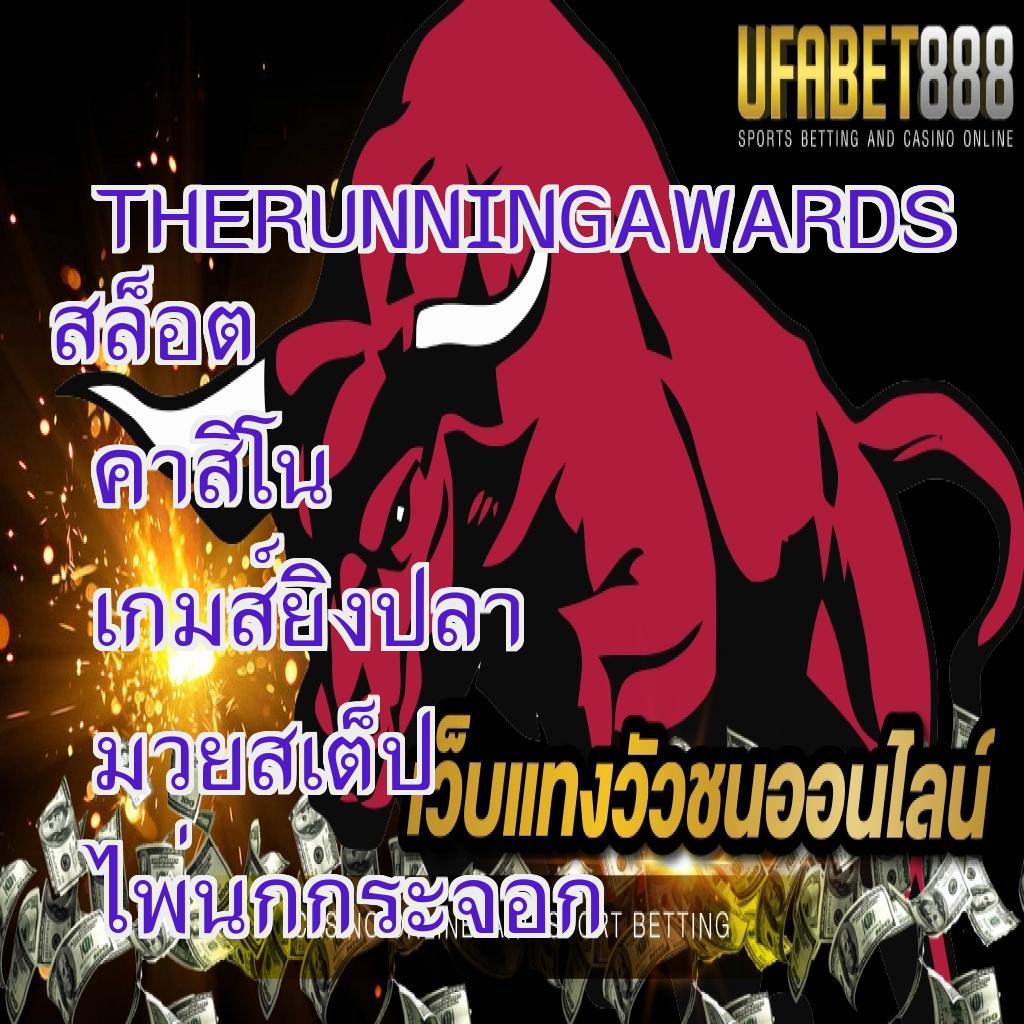 UFABET888
SPORTS BETTING AND CASINO ONLINE
THERUNNINGAWARDS
สล็อต
คาสิโน
เกมส์ยิงปลา
มวยสเต็ป
เว็บแทงวัวชนออนไลน์
ไพ่นกกระจอก
CASINO ONLINE AND SPORT BETTING